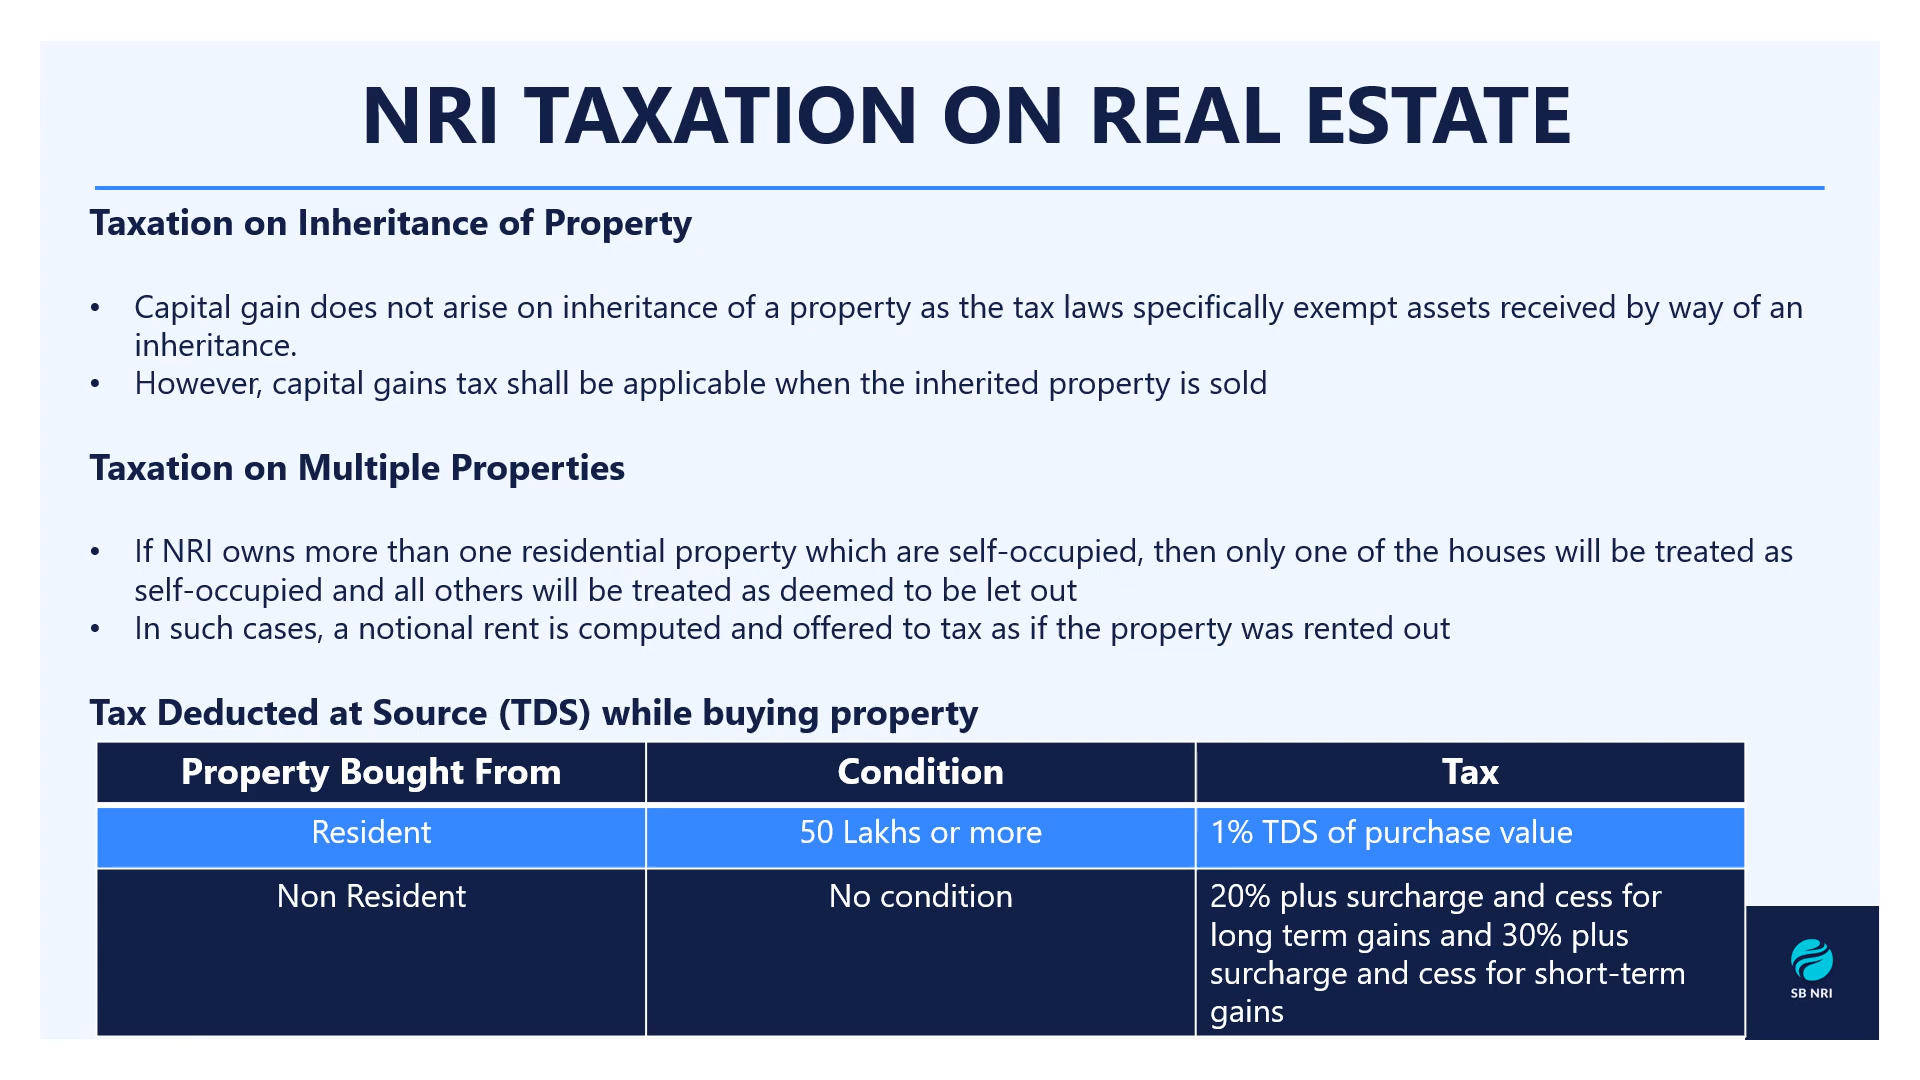 NRI TAXATION ON REAL ESTATE
Taxation on Inheritance of Property
• Capital gain does not arise on inheritance of a property as the tax laws specifically exempt assets received by way of an
inheritance.
• However, capital gains tax shall be applicable when the inherited property is sold
Taxation on Multiple Properties
• If NRI owns more than one residential property which are self-occupied, then only one of the houses will be treated as
self-occupied and all others will be treated as deemed to be let out
• In such cases, a notional rent is computed and offered to tax as if the property was rented out
Tax Deducted at Source (TDS) while buying property
Property Bought From Condition Tax
Resident 50 Lakhs or more 1% TDS of purchase value
Non Resident No condition 20% plus surcharge and cess for
long term gains and 30% plus
surcharge and cess for short-term
gains
SB NRI